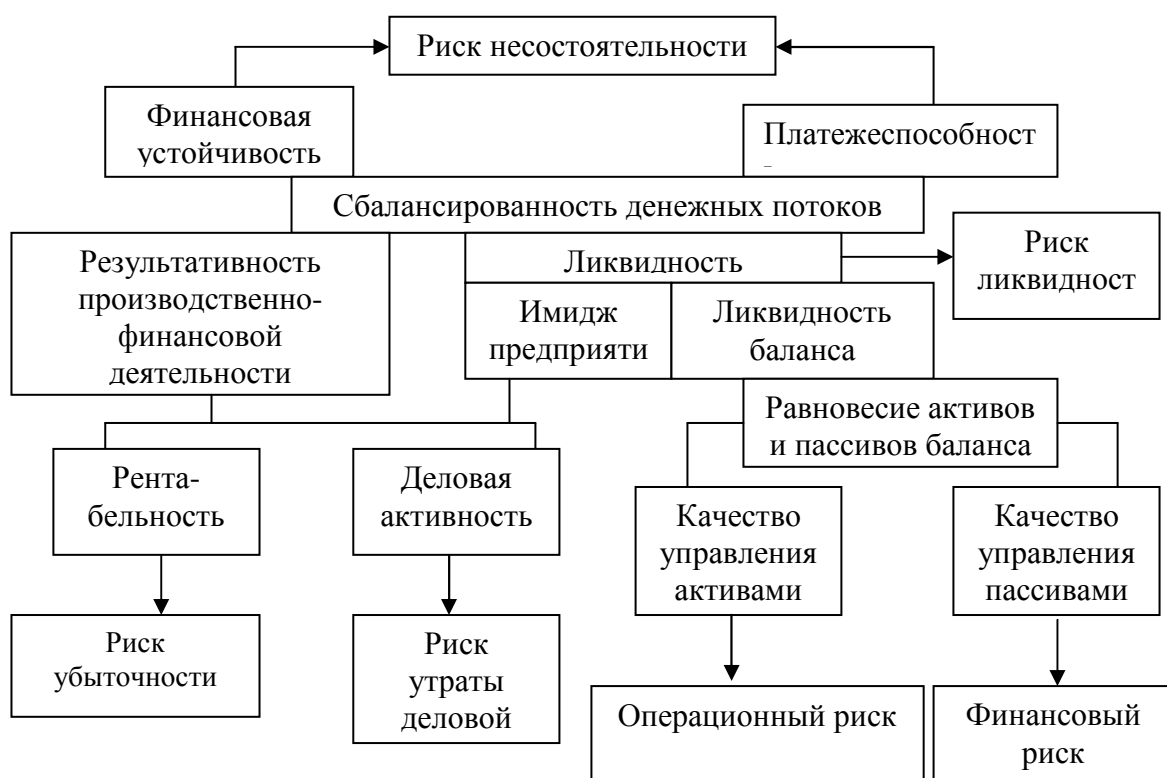 Риск несостоятельности
Финансовая
устойчивость
Платежеспособност
Сбалансированность денежных потоков
Результативность
производственно-
финансовой
деятельности
Ликвидность
Риск
ликвидност
Имидж
предприяти
Ликвидность
баланса
Равновесие активов
и пассивов баланса
Рента-
бельность
Деловая
активность
Качество
управления
активами
Качество
управления
пассивами
Риск
убыточности
Риск
утраты
деловой
Операционный риск
Финансовый
риск